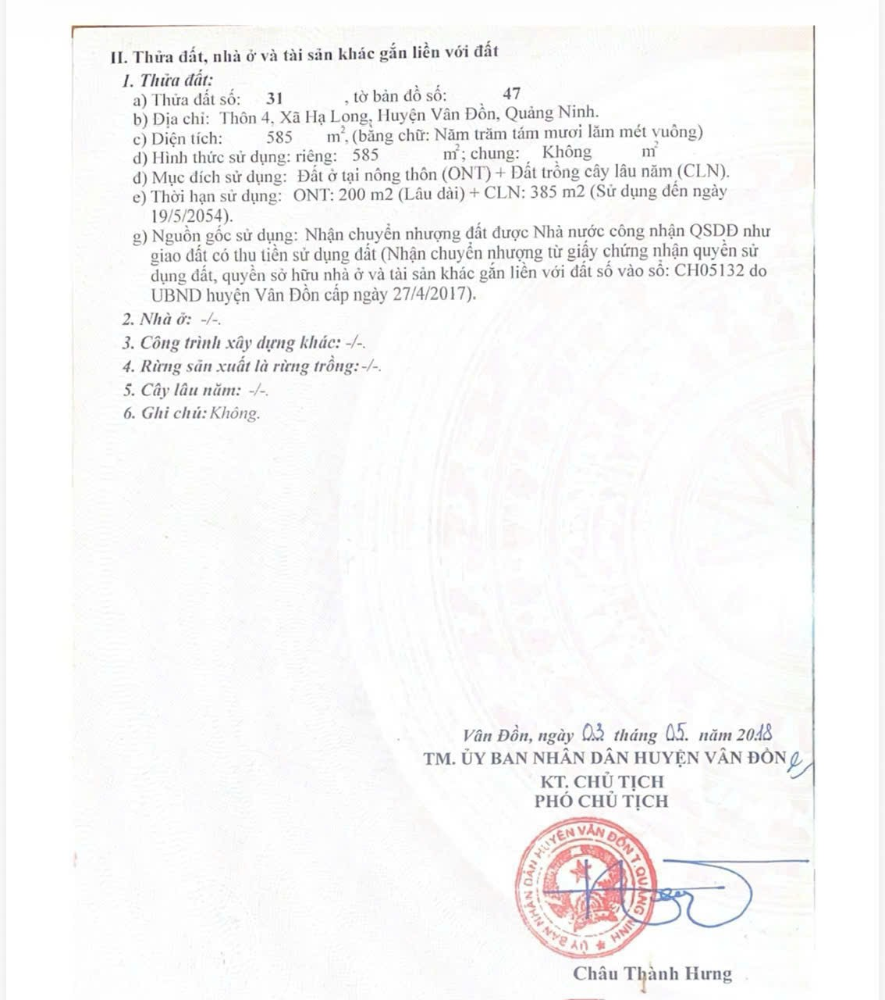 II. Thửa đất, nhà ở và tài sản khác gắn liền với đất
1. Thửa đất:
a) Thửa đất số: 31 , tờ bản đồ số: 47
b) Địa chỉ: Thôn 4, Xã Hạ Long, Huyện Vân Đồn, Quảng Ninh.
c) Diện tích: 585 m², (bằng chữ: Năm trăm tám mươi lăm mét vuông)
d) Hình thức sử dụng: riêng: 585 m²; chung: Không m²
đ) Mục đích sử dụng: Đất ở tại nông thôn (ONT) + Đất trồng cây lâu năm (CLN).
e) Thời hạn sử dụng: ONT: 200 m2 (Lâu dài) + CLN: 385 m2 (Sử dụng đến ngày
19/5/2054).
g) Nguồn gốc sử dụng: Nhận chuyển nhượng đất được Nhà nước công nhận QSDĐ như
giao đất có thu tiền sử dụng đất (Nhận chuyển nhượng từ giấy chứng nhận quyền sử
dụng đất, quyền sở hữu nhà ở và tài sản khác gắn liền với đất số vào sổ: CH05132 do
UBND huyện Vân Đồn cấp ngày 27/4/2017).
2. Nhà ở: -/-.
3. Công trình xây dựng khác: -/-.
4. Rừng sản xuất là rừng trồng: -/-.
5. Cây lâu năm: -/-.
6. Ghi chú: Không.
Vân Đồn, ngày 03 tháng 05. năm 2018
TM. ỦY BAN NHÂN DÂN HUYỆN VÂN ĐỒN
KT. CHỦ TỊCH
PHÓ CHỦ TỊCH
ỦY BAN NHÂN DÂN HUYỆN VÂN ĐỒN T.QUẢNG NINH
Châu Thành Hưng